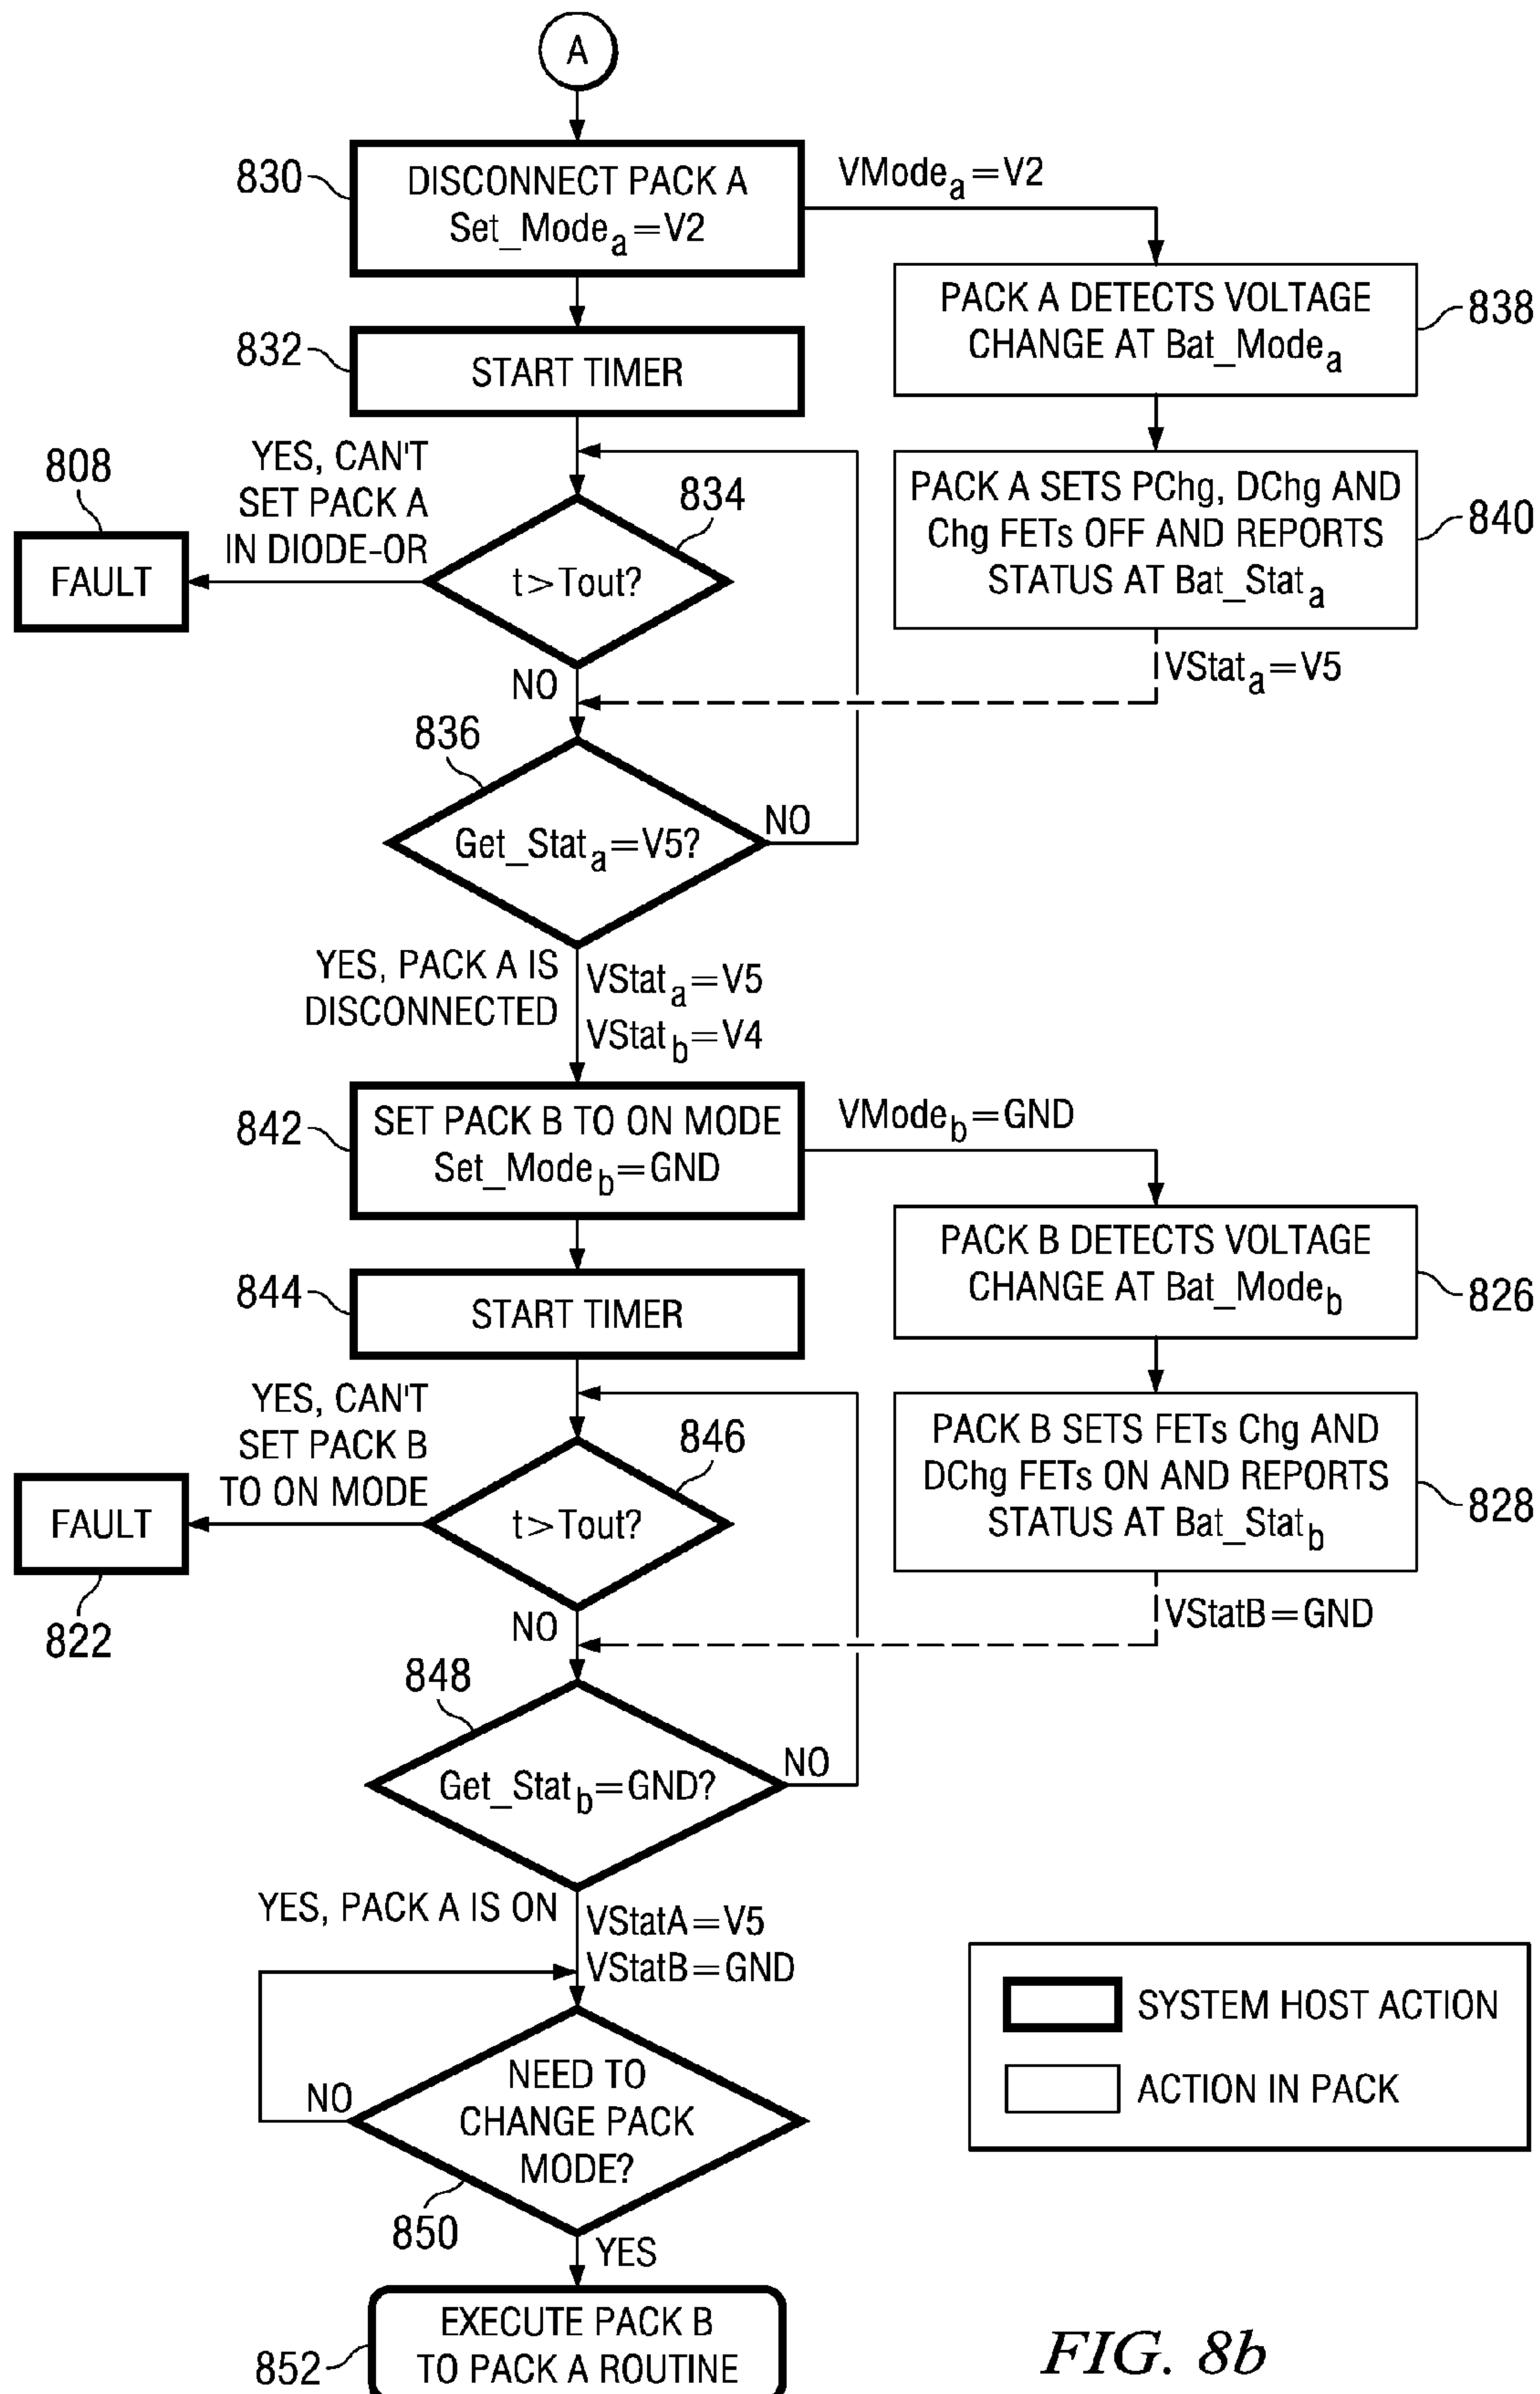 A
830
DISCONNECT PACK A
Set_Modea=V2
VModea=V2
PACK A DETECTS VOLTAGE
CHANGE AT Bat_Modea
838
832
START TIMER
808
FAULT
YES, CAN'T
SET PACK A
IN DIODE-OR
834
t>Tout?
NO
PACK A SETS PChg, DChg AND
Chg FETs OFF AND REPORTS
STATUS AT Bat_Stata
840
VStata=V5
836
Get_Stata=V5?
NO
YES, PACK A IS
DISCONNECTED
VStata=V5
VStatb=V4
842
SET PACK B TO ON MODE
Set_Modeb=GND
VModeb=GND
PACK B DETECTS VOLTAGE
CHANGE AT Bat_Modeb
826
844
START TIMER
YES, CAN'T
SET PACK B
TO ON MODE
FAULT
822
846
t>Tout?
NO
PACK B SETS FETs Chg AND
DChg FETs ON AND REPORTS
STATUS AT Bat_Statb
828
VStatB=GND
848
Get_Statb=GND?
NO
YES, PACK A IS ON
VStatA=V5
VStatB=GND
NEED TO
CHANGE PACK
MODE?
NO
850
YES
852
EXECUTE PACK B
TO PACK A ROUTINE
SYSTEM HOST ACTION
ACTION IN PACK
FIG. 8b